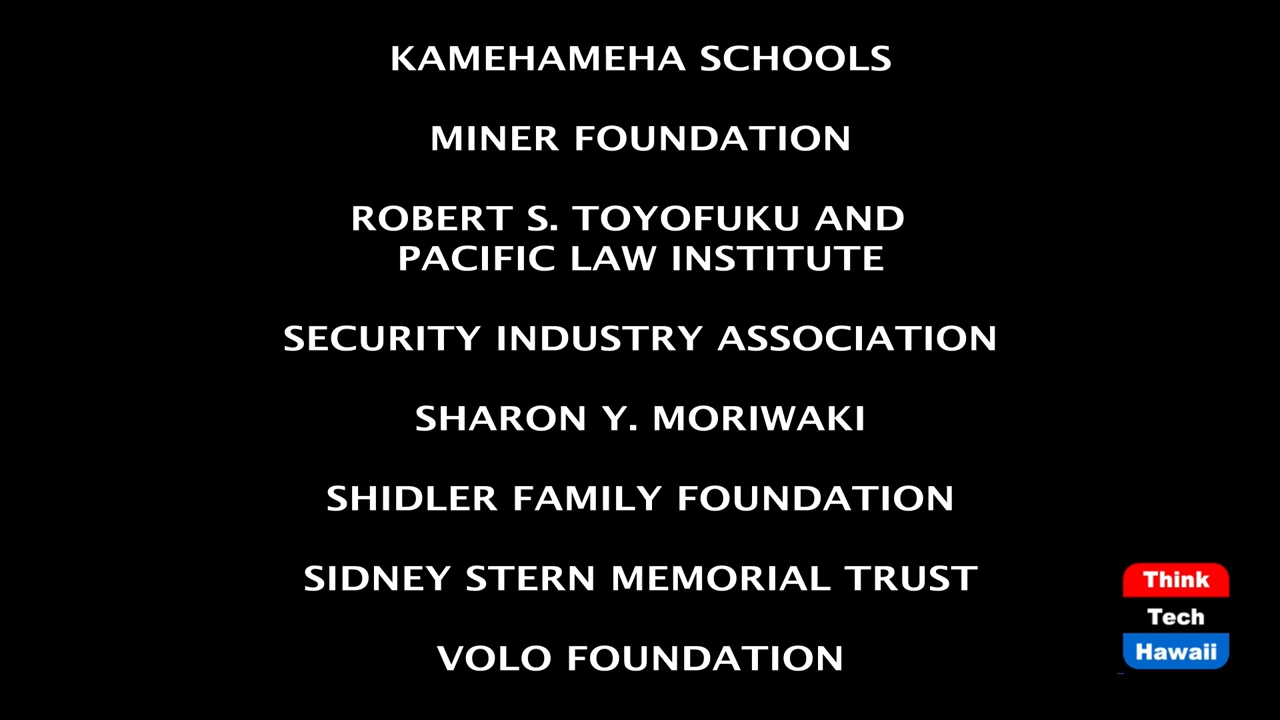 KAMEHAMEHA SCHOOLS
MINER FOUNDATION
ROBERT S. TOYOFUKU AND
PACIFIC LAW INSTITUTE
SECURITY INDUSTRY ASSOCIATION
SHARON Y. MORIWAKI
SHIDLER FAMILY FOUNDATION
SIDNEY STERN MEMORIAL TRUST
VOLO FOUNDATION
Think
Tech
Hawaii